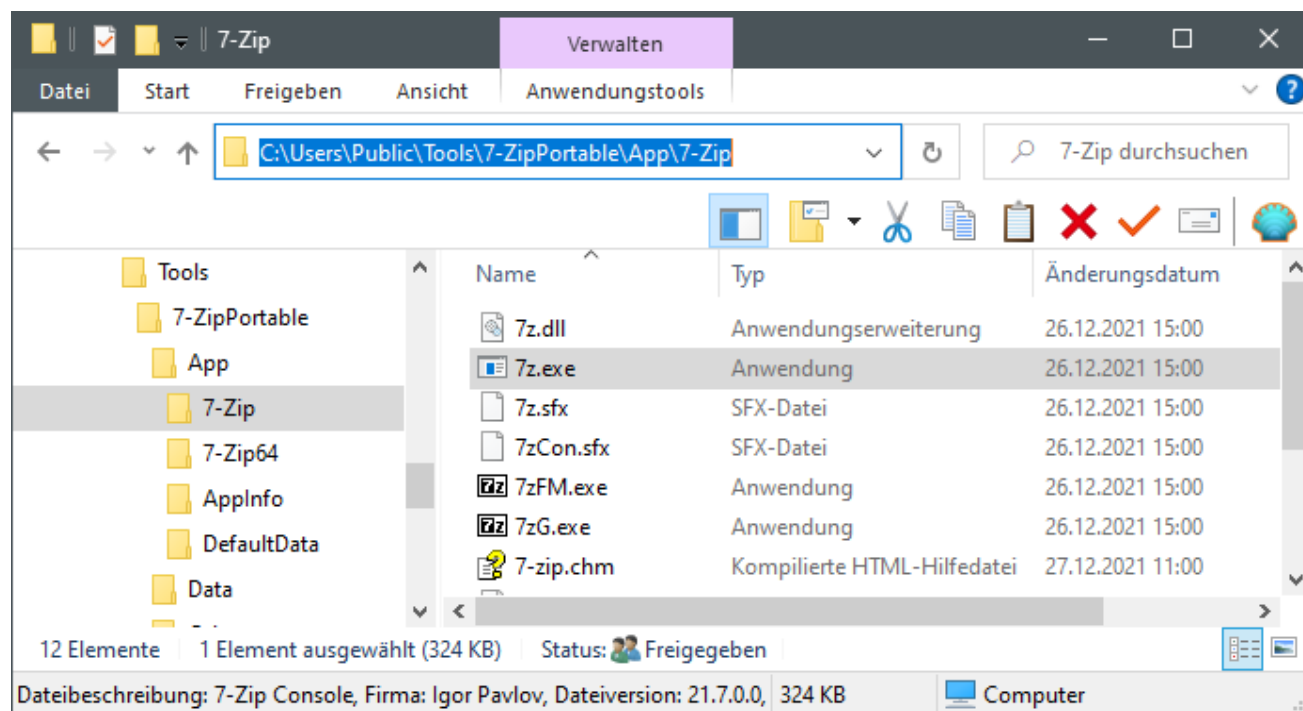 7-Zip
Verwalten
Datei Start Freigeben Ansicht Anwendungstools
C:\Users\Public\Tools\7-ZipPortable\App\7-Zip 7-Zip durchsuchen
Tools
7-ZipPortable
App
7-Zip
7-Zip64
AppInfo
DefaultData
Data
Name Typ Änderungsdatum
7z.dll Anwendungserweiterung 26.12.2021 15:00
7z.exe Anwendung 26.12.2021 15:00
7z.sfx SFX-Datei 26.12.2021 15:00
7zCon.sfx SFX-Datei 26.12.2021 15:00
7z 7zFM.exe Anwendung 26.12.2021 15:00
7z 7zG.exe Anwendung 26.12.2021 15:00
7-zip.chm Kompilierte HTML-Hilfedatei 27.12.2021 11:00
12 Elemente 1 Element ausgewählt (324 KB) Status: Freigegeben
Dateibeschreibung: 7-Zip Console, Firma: Igor Pavlov, Dateiversion: 21.7.0.0, 324 KB Computer